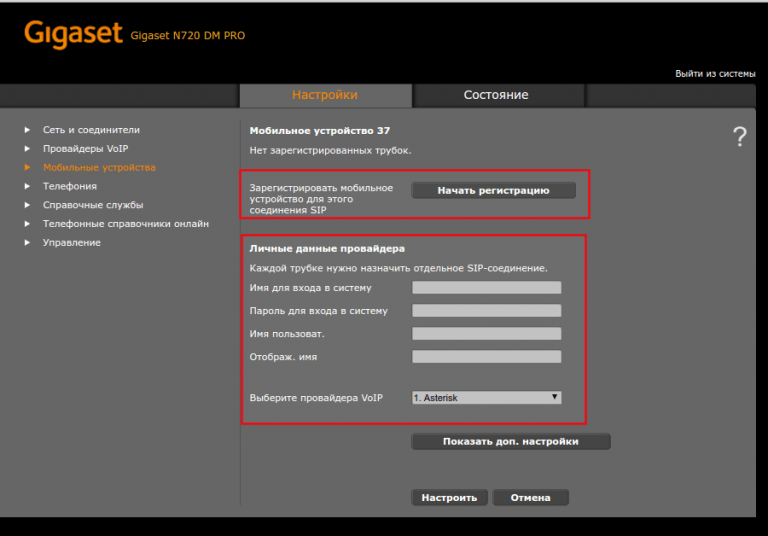 Gigaset Gigaset N720 DM PRO
Выйти из системы
Настройки Состояние
Сеть и соединители
Провайдеры VoIP
Мобильные устройства
Телефония
Справочные службы
Телефонные справочники онлайн
Управление
Мобильное устройство 37
?
Нет зарегистрированных трубок.
Зарегистрировать мобильное
устройство для этого
соединения SIP
Начать регистрацию
Личные данные провайдера
Каждой трубке нужно назначить отдельное SIP-соединение.
Имя для входа в систему
Пароль для входа в систему
Имя пользоват.
Отображ. имя
Выберите провайдера VoIP 1. Asterisk
Показать доп. настройки
Настроить Отмена